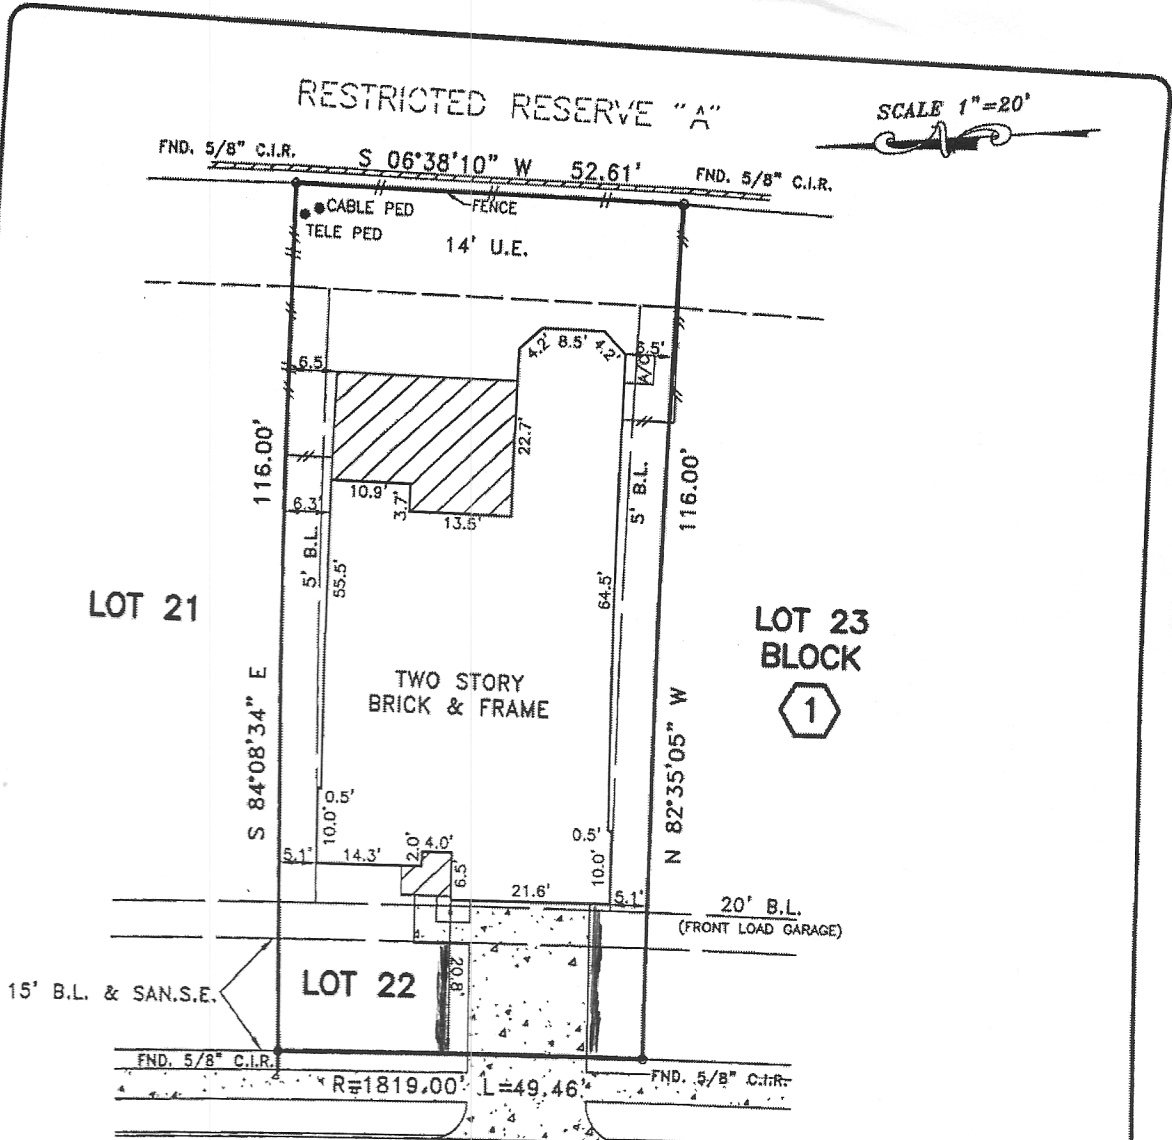 RESTRICTED RESERVE "A"
SCALE 1"=20'
FND. 5/8" C.I.R.
S 06°38'10" W 52.61'
FND. 5/8" C.I.R.
CABLE PED
FENCE
TELE PED
14' U.E.
4.2'
8.5'
4.2'
6.5'
A/C
6.5'
22.7'
116.00'
116.00'
10.9'
3.7'
13.5'
6.3'
5' B.L.
5' B.L.
55.5'
64.5'
LOT 21
LOT 23
BLOCK
1
TWO STORY
BRICK & FRAME
S 84°08'34" E
N 82°35'05" W
0.5'
10.0'
0.5'
10.0'
5.1'
14.3'
2.0'
4.0'
6.5'
21.6'
5.1'
20' B.L.
(FRONT LOAD GARAGE)
15' B.L. & SAN.S.E.
LOT 22
20.8'
FND. 5/8" C.I.R.
R=1819.00' L=49.46'
FND. 5/8" C.I.R.